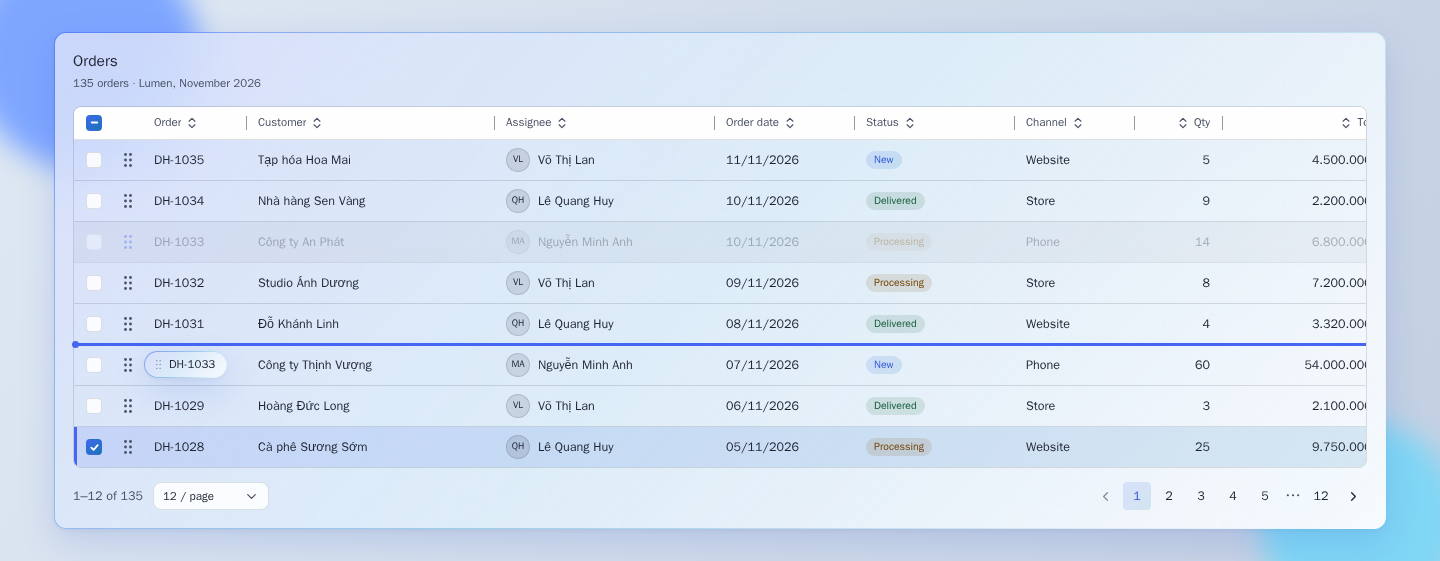 Orders
135 orders · Lumen, November 2026
Order Customer Assignee Order date Status Channel Qty
DH-1035 Tạp hóa Hoa Mai VL Võ Thị Lan 11/11/2026 New Website 5 4.500.000
DH-1034 Nhà hàng Sen Vàng QH Lê Quang Huy 10/11/2026 Delivered Store 9 2.200.000
DH-1033 Công ty An Phát MA Nguyễn Minh Anh 10/11/2026 Processing Phone 14 6.800.000
DH-1032 Studio Ánh Dương VL Võ Thị Lan 09/11/2026 Processing Store 8 7.200.000
DH-1031 Đỗ Khánh Linh QH Lê Quang Huy 08/11/2026 Delivered Website 4 3.320.000
DH-1033 Công ty Thịnh Vượng MA Nguyễn Minh Anh 07/11/2026 New Phone 60 54.000.000
DH-1029 Hoàng Đức Long VL Võ Thị Lan 06/11/2026 Delivered Store 3 2.100.000
DH-1028 Cà phê Sương Sớm QH Lê Quang Huy 05/11/2026 Processing Website 25 9.750.000
1–12 of 135 12 / page 1 2 3 4 5 ··· 12